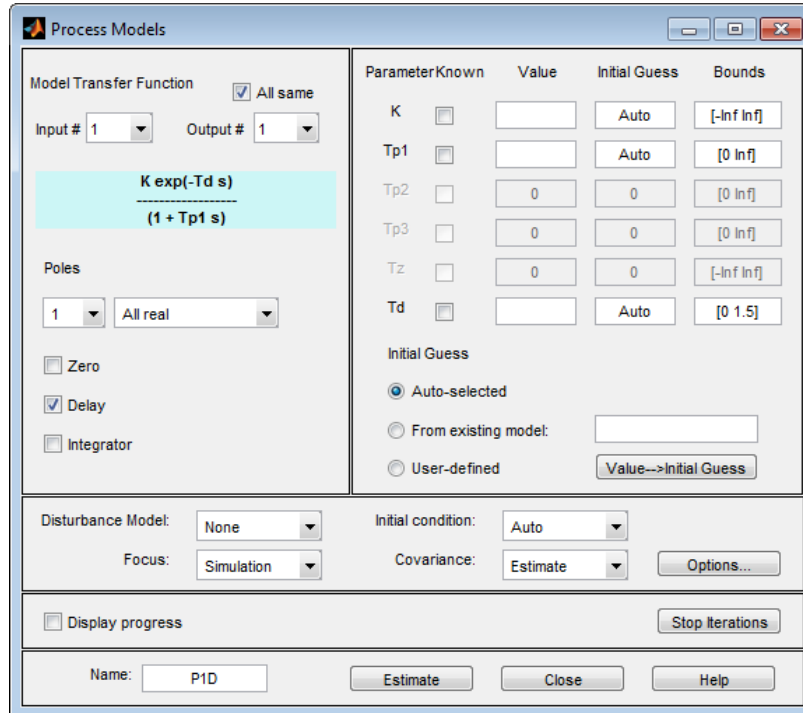 Process Models
Model Transfer Function
All same
Input # 1 Output # 1
K exp(-Td s)
------------------
(1 + Tp1 s)
Poles
1 All real
Zero
Delay
Integrator
Parameter Known Value Initial Guess Bounds
K Auto [-Inf Inf]
Tp1 Auto [0 Inf]
Tp2 0 0 [0 Inf]
Tp3 0 0 [0 Inf]
Tz 0 0 [-Inf Inf]
Td Auto [0 1.5]
Initial Guess
Auto-selected
From existing model:
User-defined Value-->Initial Guess
Disturbance Model: None Initial condition: Auto
Focus: Simulation Covariance: Estimate Options...
Display progress Stop Iterations
Name: P1D Estimate Close Help